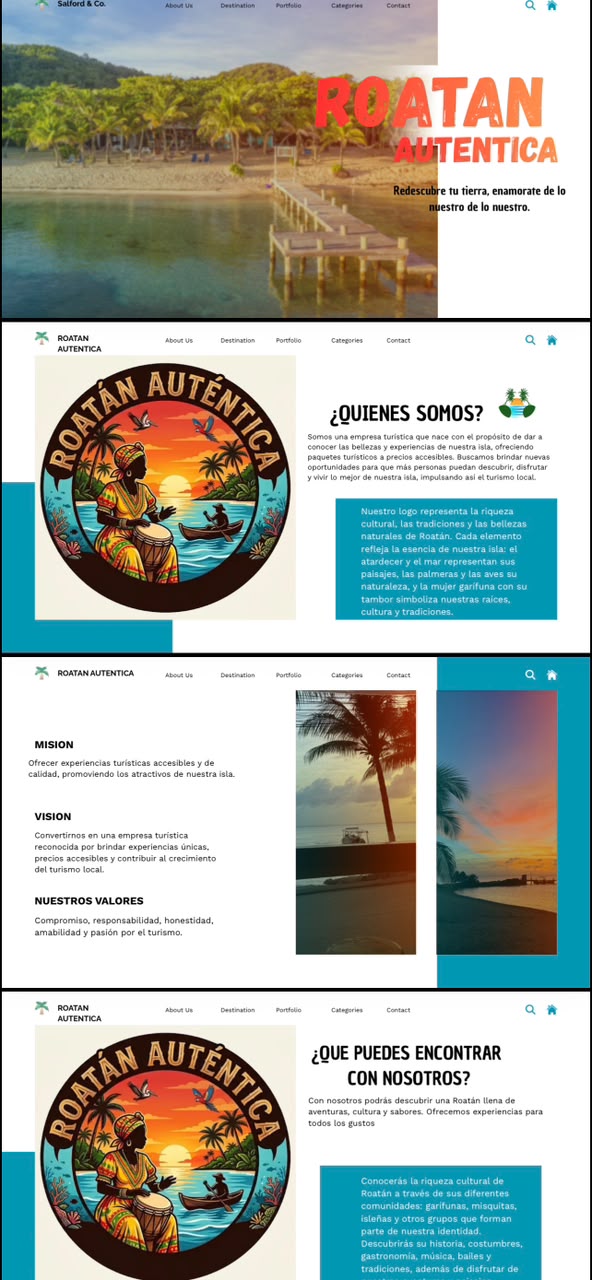 Salford & Co.
About Us Destination Portfolio Categories Contact
ROATAN
AUTENTICA
Redescubre tu tierra, enamorate de lo
nuestro de lo nuestro.
ROATAN
AUTENTICA
About Us Destination Portfolio Categories Contact
ROATÁN AUTÉNTICA
¿QUIENES SOMOS?
Somos una empresa turística que nace con el propósito de dar a
conocer las bellezas y experiencias de nuestra isla, ofreciendo
paquetes turísticos a precios accesibles. Buscamos brindar nuevas
oportunidades para que más personas puedan descubrir, disfrutar
y vivir lo mejor de nuestra isla, impulsando así el turismo local.
Nuestro logo representa la riqueza
cultural, las tradiciones y las bellezas
naturales de Roatán. Cada elemento
refleja la esencia de nuestra isla: el
atardecer y el mar representan sus
paisajes, las palmeras y las aves su
naturaleza, y la mujer garífuna con su
tambor simboliza nuestras raíces,
cultura y tradiciones.
ROATAN AUTENTICA
About Us Destination Portfolio Categories Contact
MISION
Ofrecer experiencias turísticas accesibles y de
calidad, promoviendo los atractivos de nuestra isla.
VISION
Convertirnos en una empresa turística
reconocida por brindar experiencias únicas,
precios accesibles y contribuir al crecimiento
del turismo local.
NUESTROS VALORES
Compromiso, responsabilidad, honestidad,
amabilidad y pasión por el turismo.
ROATAN
AUTENTICA
About Us Destination Portfolio Categories Contact
ROATÁN AUTÉNTICA
¿QUE PUEDES ENCONTRAR
CON NOSOTROS?
Con nosotros podrás descubrir una Roatán llena de
aventuras, cultura y sabores. Ofrecemos experiencias para
todos los gustos
Conocerás la riqueza cultural de
Roatán a través de sus diferentes
comunidades: garífunas, misquitas,
isleñas y otros grupos que forman
parte de nuestra identidad.
Descubrirás su historia, costumbres,
gastronomía, música, bailes y
tradiciones, además de disfrutar de